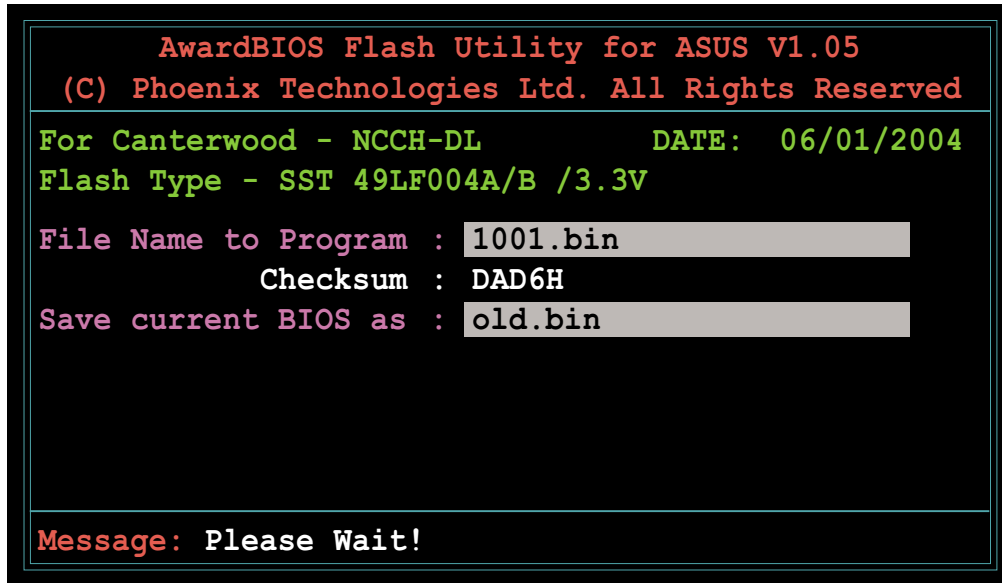 AwardBIOS Flash Utility for ASUS V1.05
(C) Phoenix Technologies Ltd. All Rights Reserved
For Canterwood - NCCH-DL DATE: 06/01/2004
Flash Type - SST 49LF004A/B /3.3V
File Name to Program : 1001.bin
Checksum : DAD6H
Save current BIOS as : old.bin
Message: Please Wait!